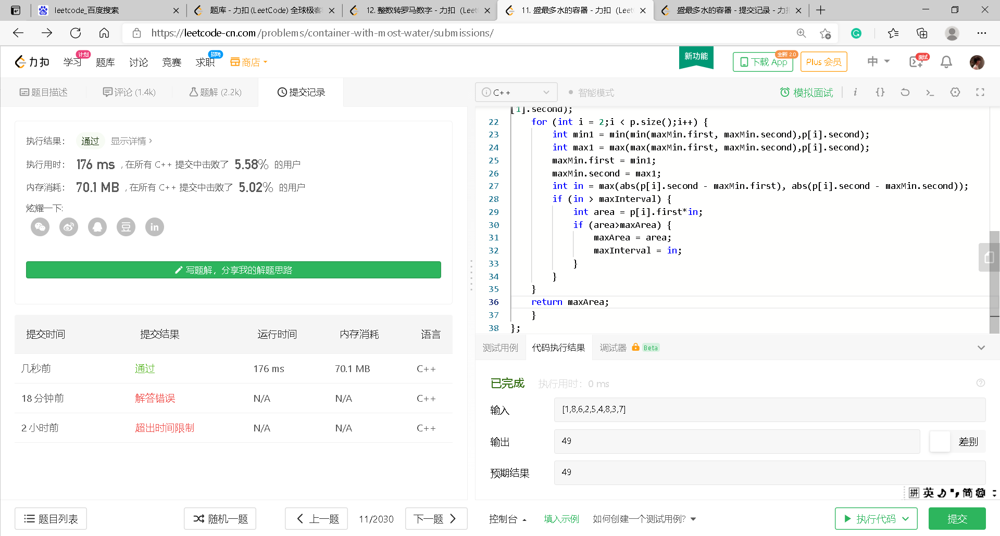 leetcode_百度搜索
题库 - 力扣 (LeetCode) 全球极客
12. 整数转罗马数字 - 力扣（Leet
11. 盛最多水的容器 - 力扣（Leet
盛最多水的容器 - 提交记录 - 力扣
https://leetcode-cn.com/problems/container-with-most-water/submissions/
力扣
学习
计划
题库
讨论
竞赛
求职
招聘
商店
新功能
下载 App
全新 2.0
Plus 会员
中
面试
题目描述
评论 (1.4k)
题解 (2.2k)
提交记录
C++
智能模式
模拟面试
执行结果：
通过
显示详情 >
执行用时：
176 ms
, 在所有 C++ 提交中击败了
5.58%
的用户
内存消耗：
70.1 MB
, 在所有 C++ 提交中击败了
5.02%
的用户
炫耀一下:
写题解，分享我的解题思路
提交时间 提交结果 运行时间 内存消耗 语言
几秒前 通过 176 ms 70.1 MB C++
18 分钟前 解答错误 N/A N/A C++
2 小时前 超出时间限制 N/A N/A C++
题目列表
随机一题
上一题
11/2030
下一题
[1].second);
22 for (int i = 2;i < p.size();i++) {
23 int min1 = min(min(maxMin.first, maxMin.second),p[i].second);
24 int max1 = max(max(maxMin.first, maxMin.second),p[i].second);
25 maxMin.first = min1;
26 maxMin.second = max1;
27 int in = max(abs(p[i].second - maxMin.first), abs(p[i].second - maxMin.second));
28 if (in > maxInterval) {
29 int area = p[i].first*in;
30 if (area>maxArea) {
31 maxArea = area;
32 maxInterval = in;
33 }
34 }
35 }
36 return maxArea;
37 }
38 };
测试用例
代码执行结果
调试器
Beta
已完成
执行用时：0 ms
输入
[1,8,6,2,5,4,8,3,7]
输出
49
差别
预期结果
49
拼 英 简
控制台
填入示例
如何创建一个测试用例?
执行代码
提交